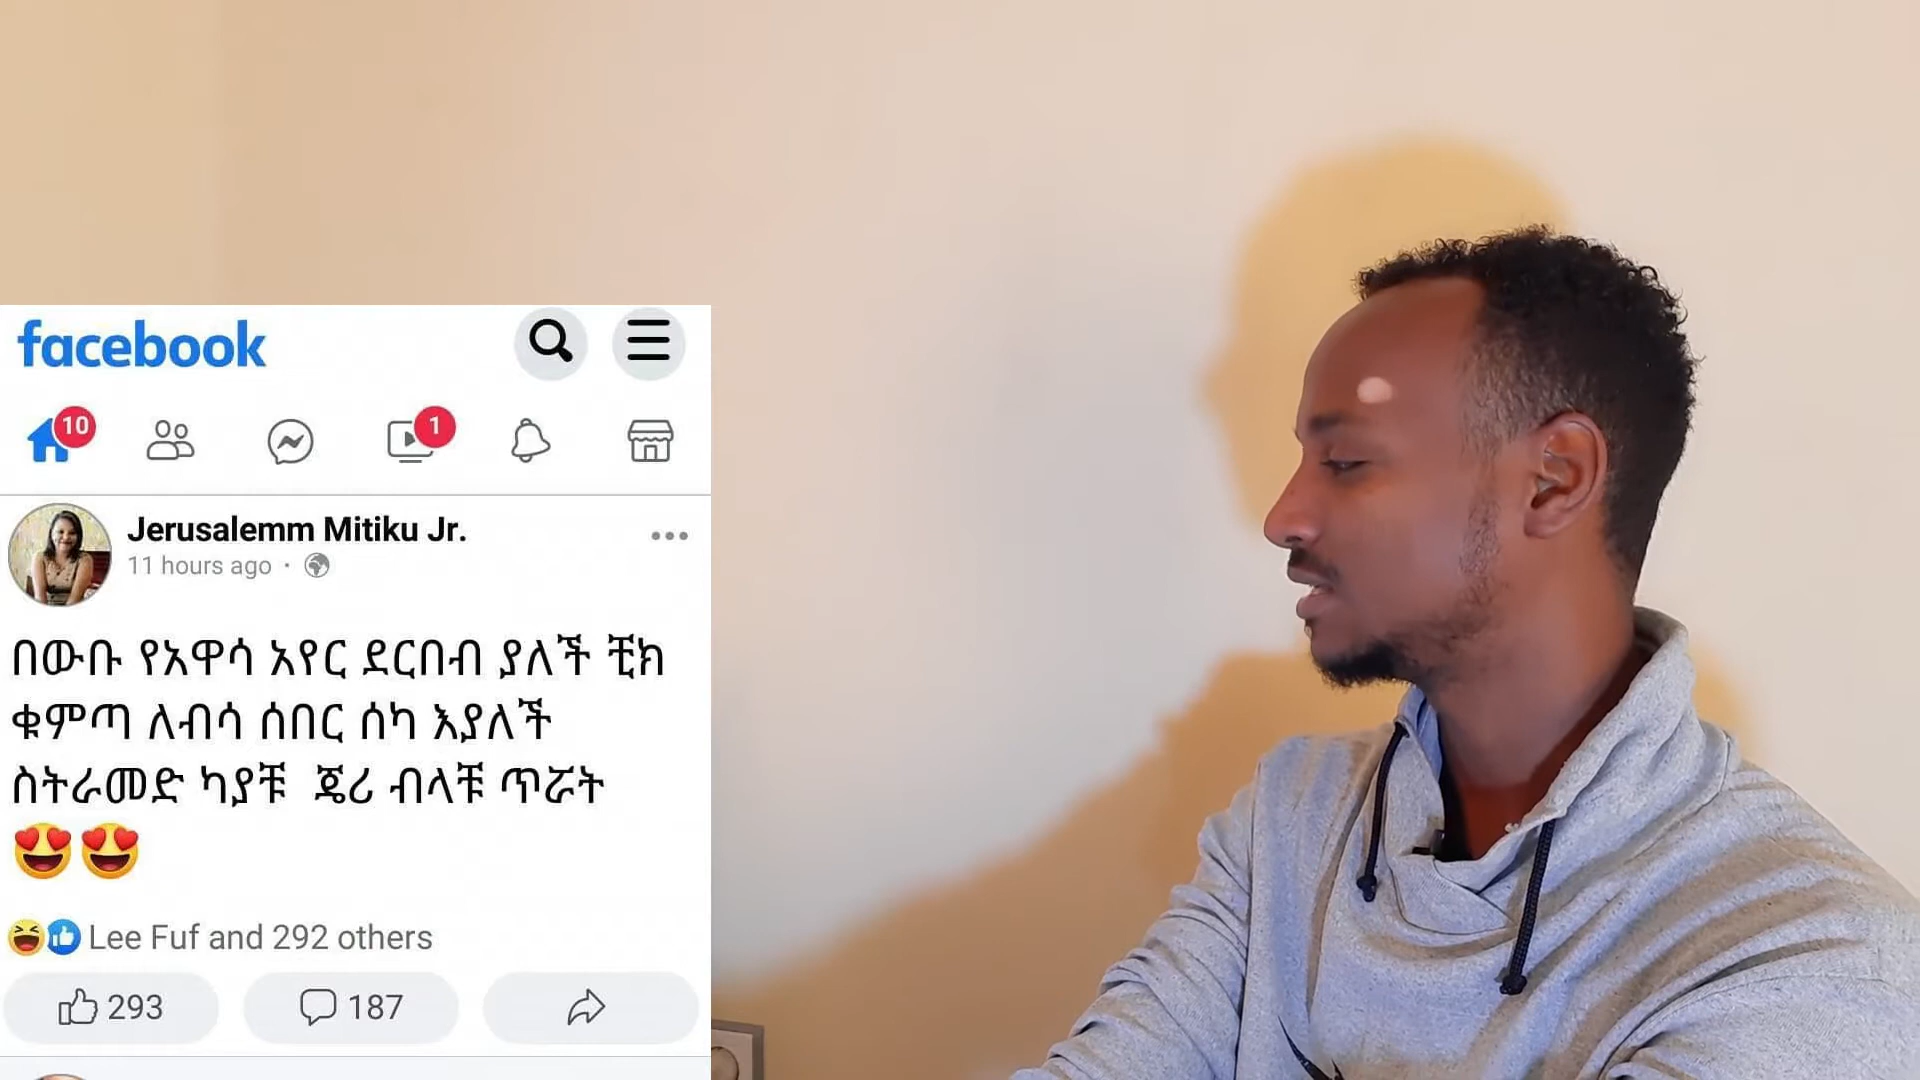 facebook
10
1
Jerusalemm Mitiku Jr.
11 hours ago ·
በውቡ የአዋሳ አየር ደርበብ ያለች ቺክ
ቁምጣ ለብሳ ሰበር ሰካ እያለች
ስትራመድ ካያቹ ጄሪ ብላቹ ጥሯት
😍😍
Lee Fuf and 292 others
293
187